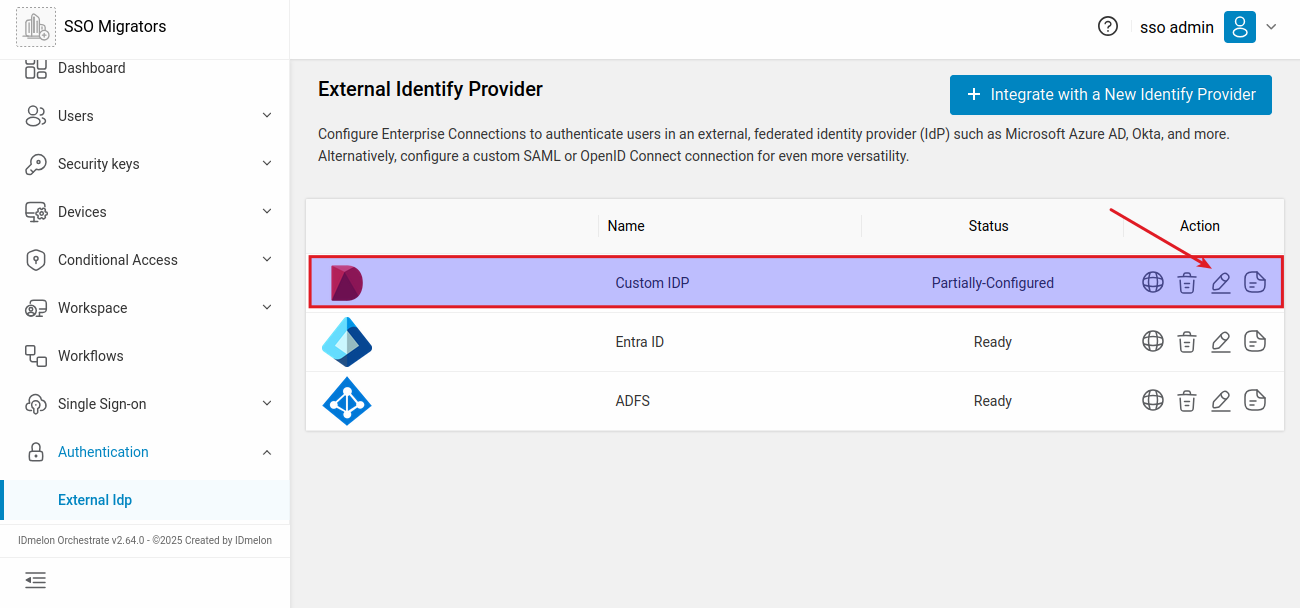 SSO Migrators
sso admin
Dashboard
Users
Security keys
Devices
Conditional Access
Workspace
Workflows
Single Sign-on
Authentication
External Idp
IDmelon Orchestrate v2.64.0 - ©2025 Created by IDmelon
External Identify Provider
Integrate with a New Identify Provider
Configure Enterprise Connections to authenticate users in an external, federated identity provider (IdP) such as Microsoft Azure AD, Okta, and more.
Alternatively, configure a custom SAML or OpenID Connect connection for even more versatility.
Name Status Action
Custom IDP Partially-Configured
Entra ID Ready
ADFS Ready